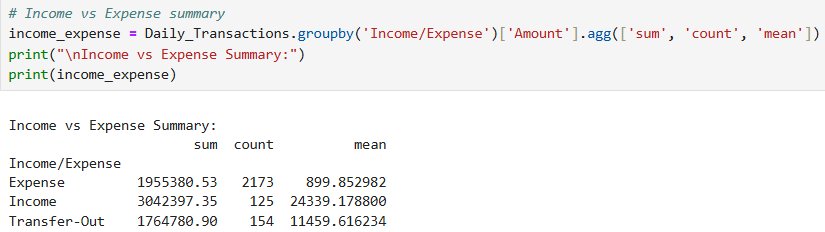 # Income vs Expense summary
income_expense = Daily_Transactions.groupby('Income/Expense')['Amount'].agg(['sum', 'count', 'mean'])
print("\nIncome vs Expense Summary:")
print(income_expense)

Income vs Expense Summary:
                       sum  count          mean
Income/Expense
Expense         1955380.53   2173    899.852982
Income          3042397.35    125  24339.178800
Transfer-Out    1764780.90    154  11459.616234